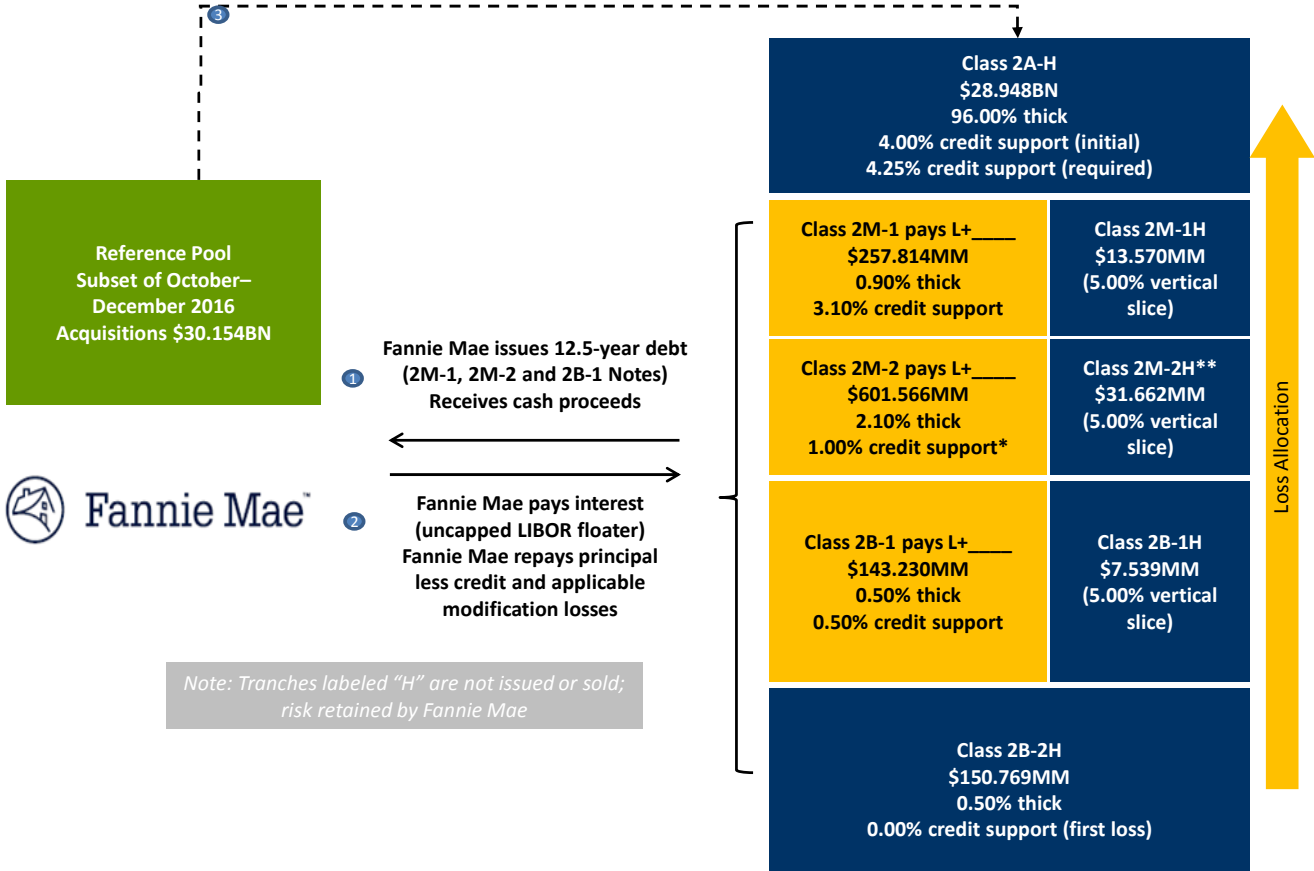 3
Class 2A-H
$28.948BN
96.00% thick
4.00% credit support (initial)
4.25% credit support (required)
Reference Pool
Subset of October–
December 2016
Acquisitions $30.154BN
Class 2M-1 pays L+____
$257.814MM
0.90% thick
3.10% credit support
Class 2M-1H
$13.570MM
(5.00% vertical
slice)
1
Fannie Mae issues 12.5-year debt
(2M-1, 2M-2 and 2B-1 Notes)
Receives cash proceeds
Class 2M-2 pays L+____
$601.566MM
2.10% thick
1.00% credit support*
Class 2M-2H**
$31.662MM
(5.00% vertical
slice)
Loss Allocation
Fannie Mae™
2
Fannie Mae pays interest
(uncapped LIBOR floater)
Fannie Mae repays principal
less credit and applicable
modification losses
Class 2B-1 pays L+____
$143.230MM
0.50% thick
0.50% credit support
Class 2B-1H
$7.539MM
(5.00% vertical
slice)
Note: Tranches labeled “H” are not issued or sold;
risk retained by Fannie Mae
Class 2B-2H
$150.769MM
0.50% thick
0.00% credit support (first loss)